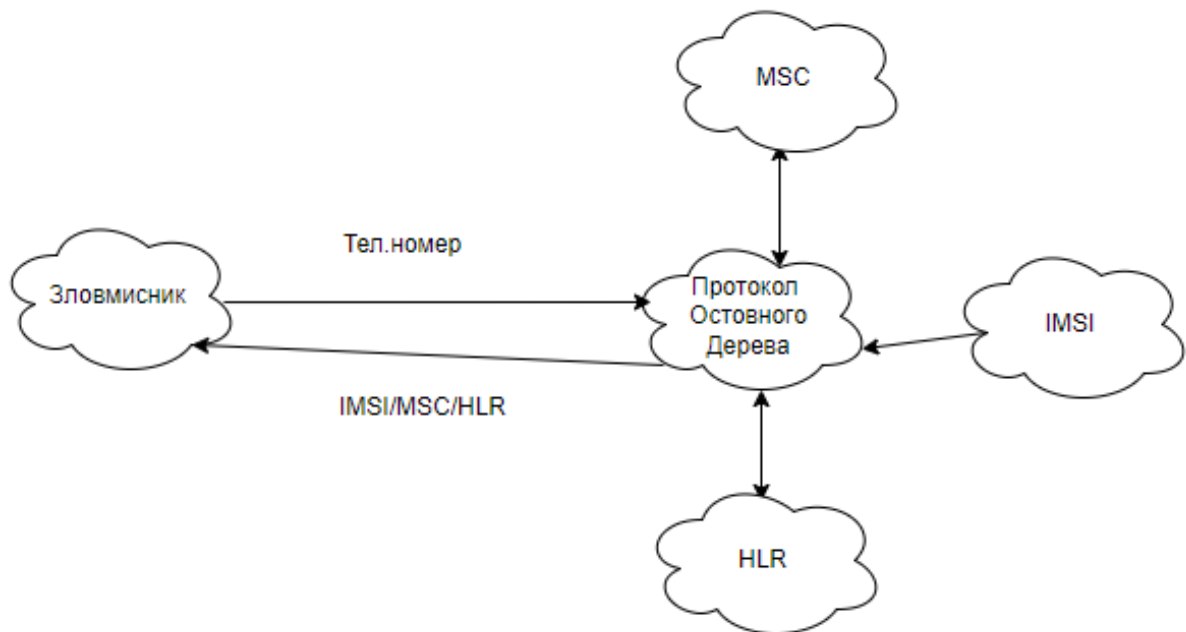 MSC
Тел.номер
Зловмисник
Протокол
Остовного
Дерева
IMSI
IMSI/MSC/HLR
HLR